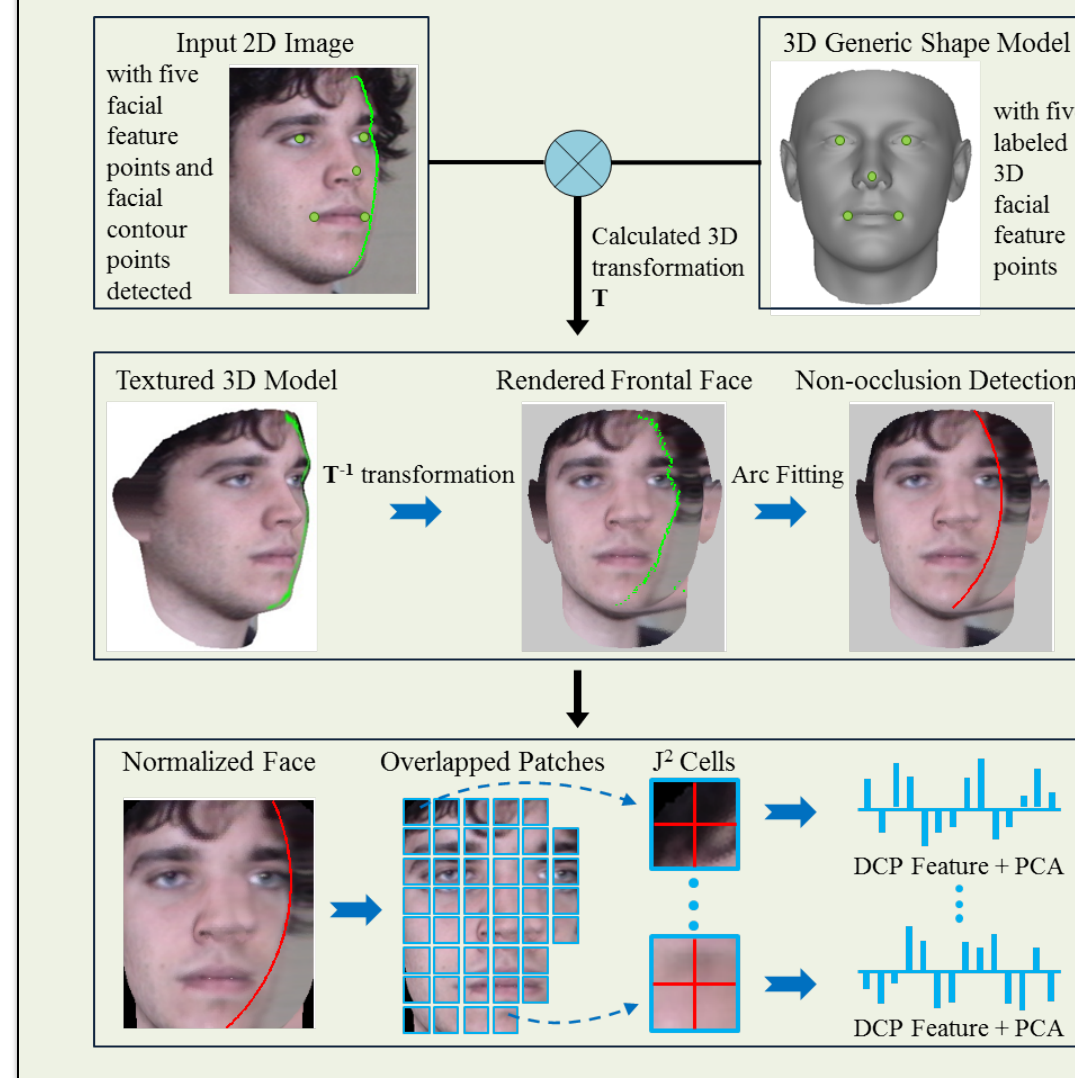 Input 2D Image
with five
facial
feature
points and
facial
contour
points
detected
3D Generic Shape Model
with fiv
labeled
3D
facial
feature
points
Calculated 3D
transformation
T
Textured 3D Model
T⁻¹ transformation
Rendered Frontal Face
Arc Fitting
Non-occlusion Detection
Normalized Face
Overlapped Patches
J² Cells
DCP Feature + PCA
DCP Feature + PCA